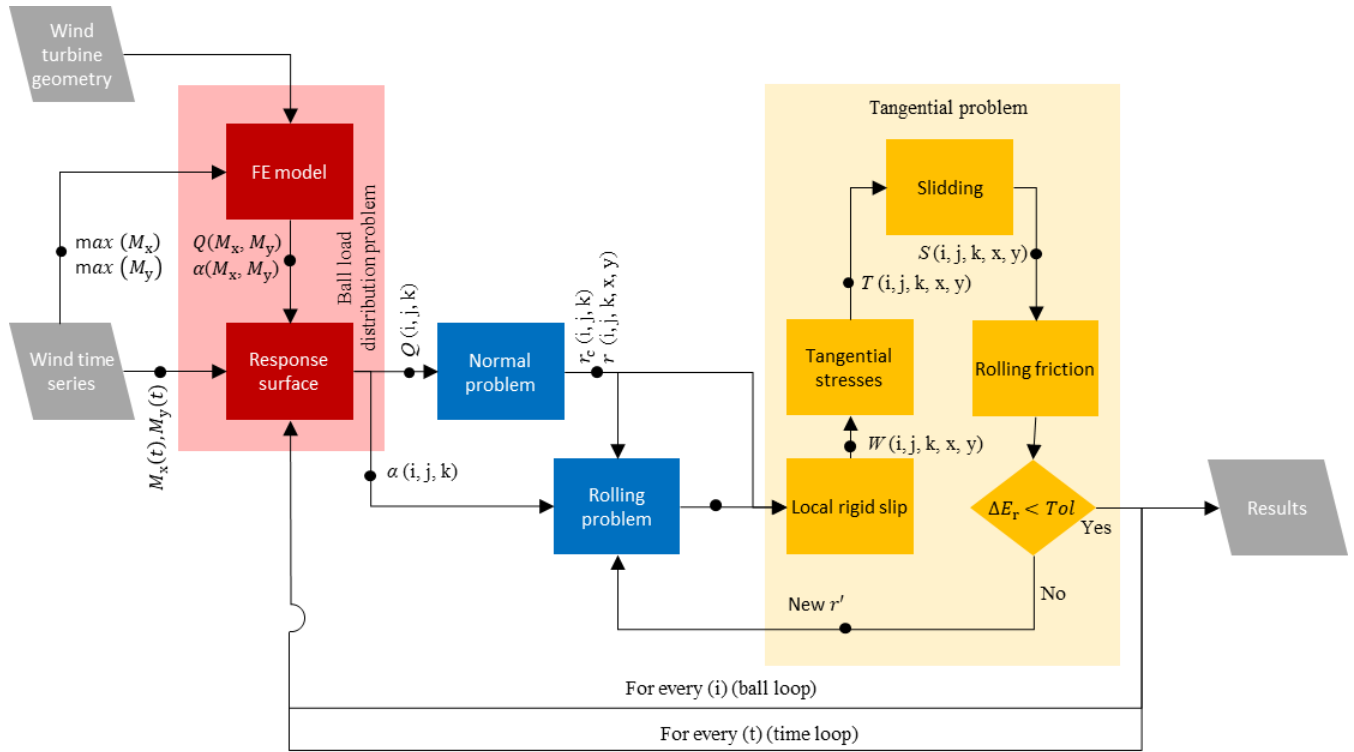 Wind
turbine
geometry
Tangential problem
FE model
Slidding
Ball load
distribution problem
max (Mx)
max (My)
Q(Mx, My)
α(Mx, My)
S (i, j, k, x, y)
T (i, j, k, x, y)
Wind time
series
Mx(t), My(t)
Response
surface
Q (i, j, k)
Normal
problem
rc (i, j, k)
r (i, j, k, x, y)
Tangential
stresses
Rolling friction
W (i, j, k, x, y)
α (i, j, k)
Rolling
problem
Local rigid slip
ΔEr < Tol
Yes
Results
No
New r'
For every (i) (ball loop)
For every (t) (time loop)